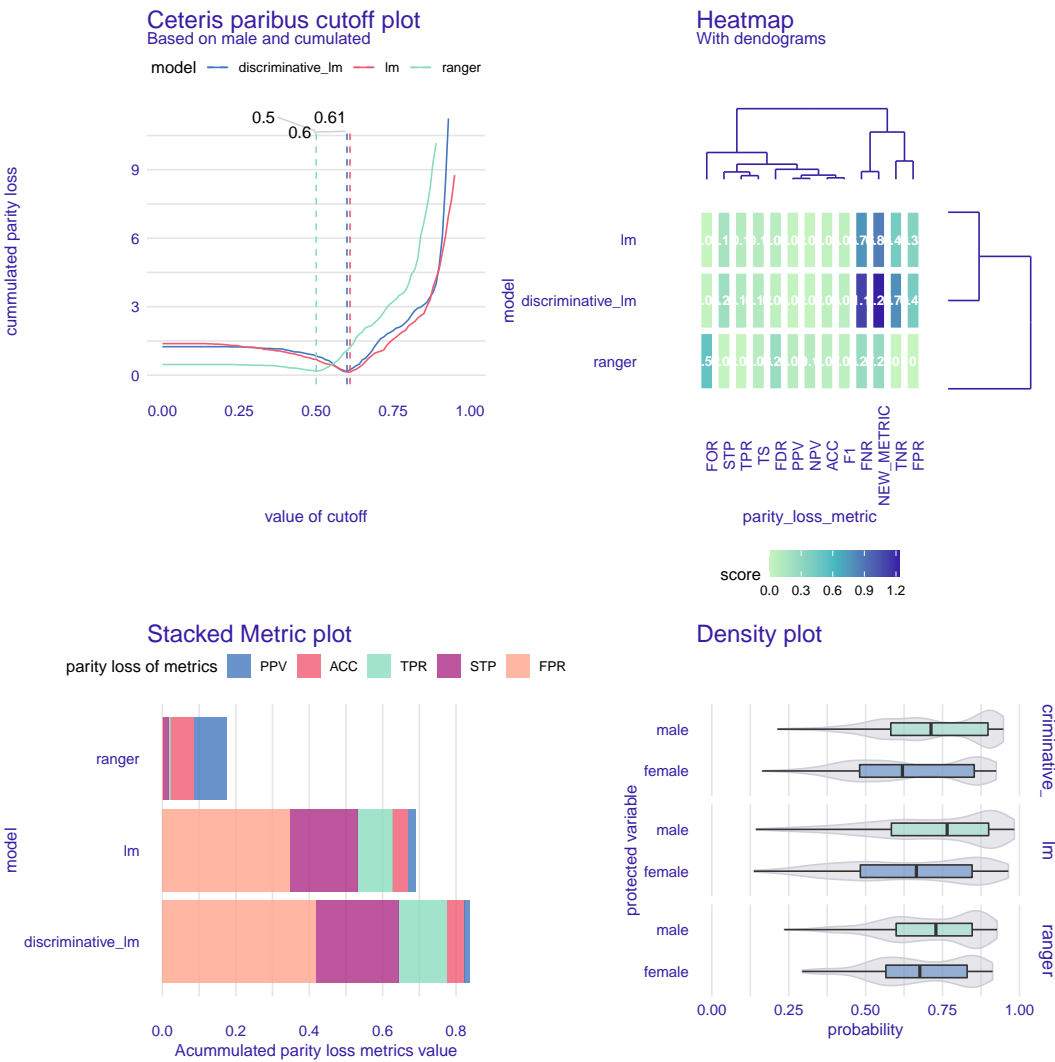 Ceteris paribus cutoff plot
Based on male and cumulated
model discriminative_lm lm ranger
0.5 0.61
0.6
9
6
3
0
cummulated parity loss
0.00 0.25 0.50 0.75 1.00
value of cutoff
Heatmap
With dendograms
lm
discriminative_lm
ranger
model
FOR STP TPR TS FDR PPV NPV ACC F1 FNR NEW_METRIC TNR FPR
parity_loss_metric
score
0.0 0.3 0.6 0.9 1.2
Stacked Metric plot
parity loss of metrics PPV ACC TPR STP FPR
ranger
lm
discriminative_lm
model
0.0 0.2 0.4 0.6 0.8
Acummulated parity loss metrics value
Density plot
male
female
criminative_
male
female
lm
male
female
ranger
protected variable
0.00 0.25 0.50 0.75 1.00
probability